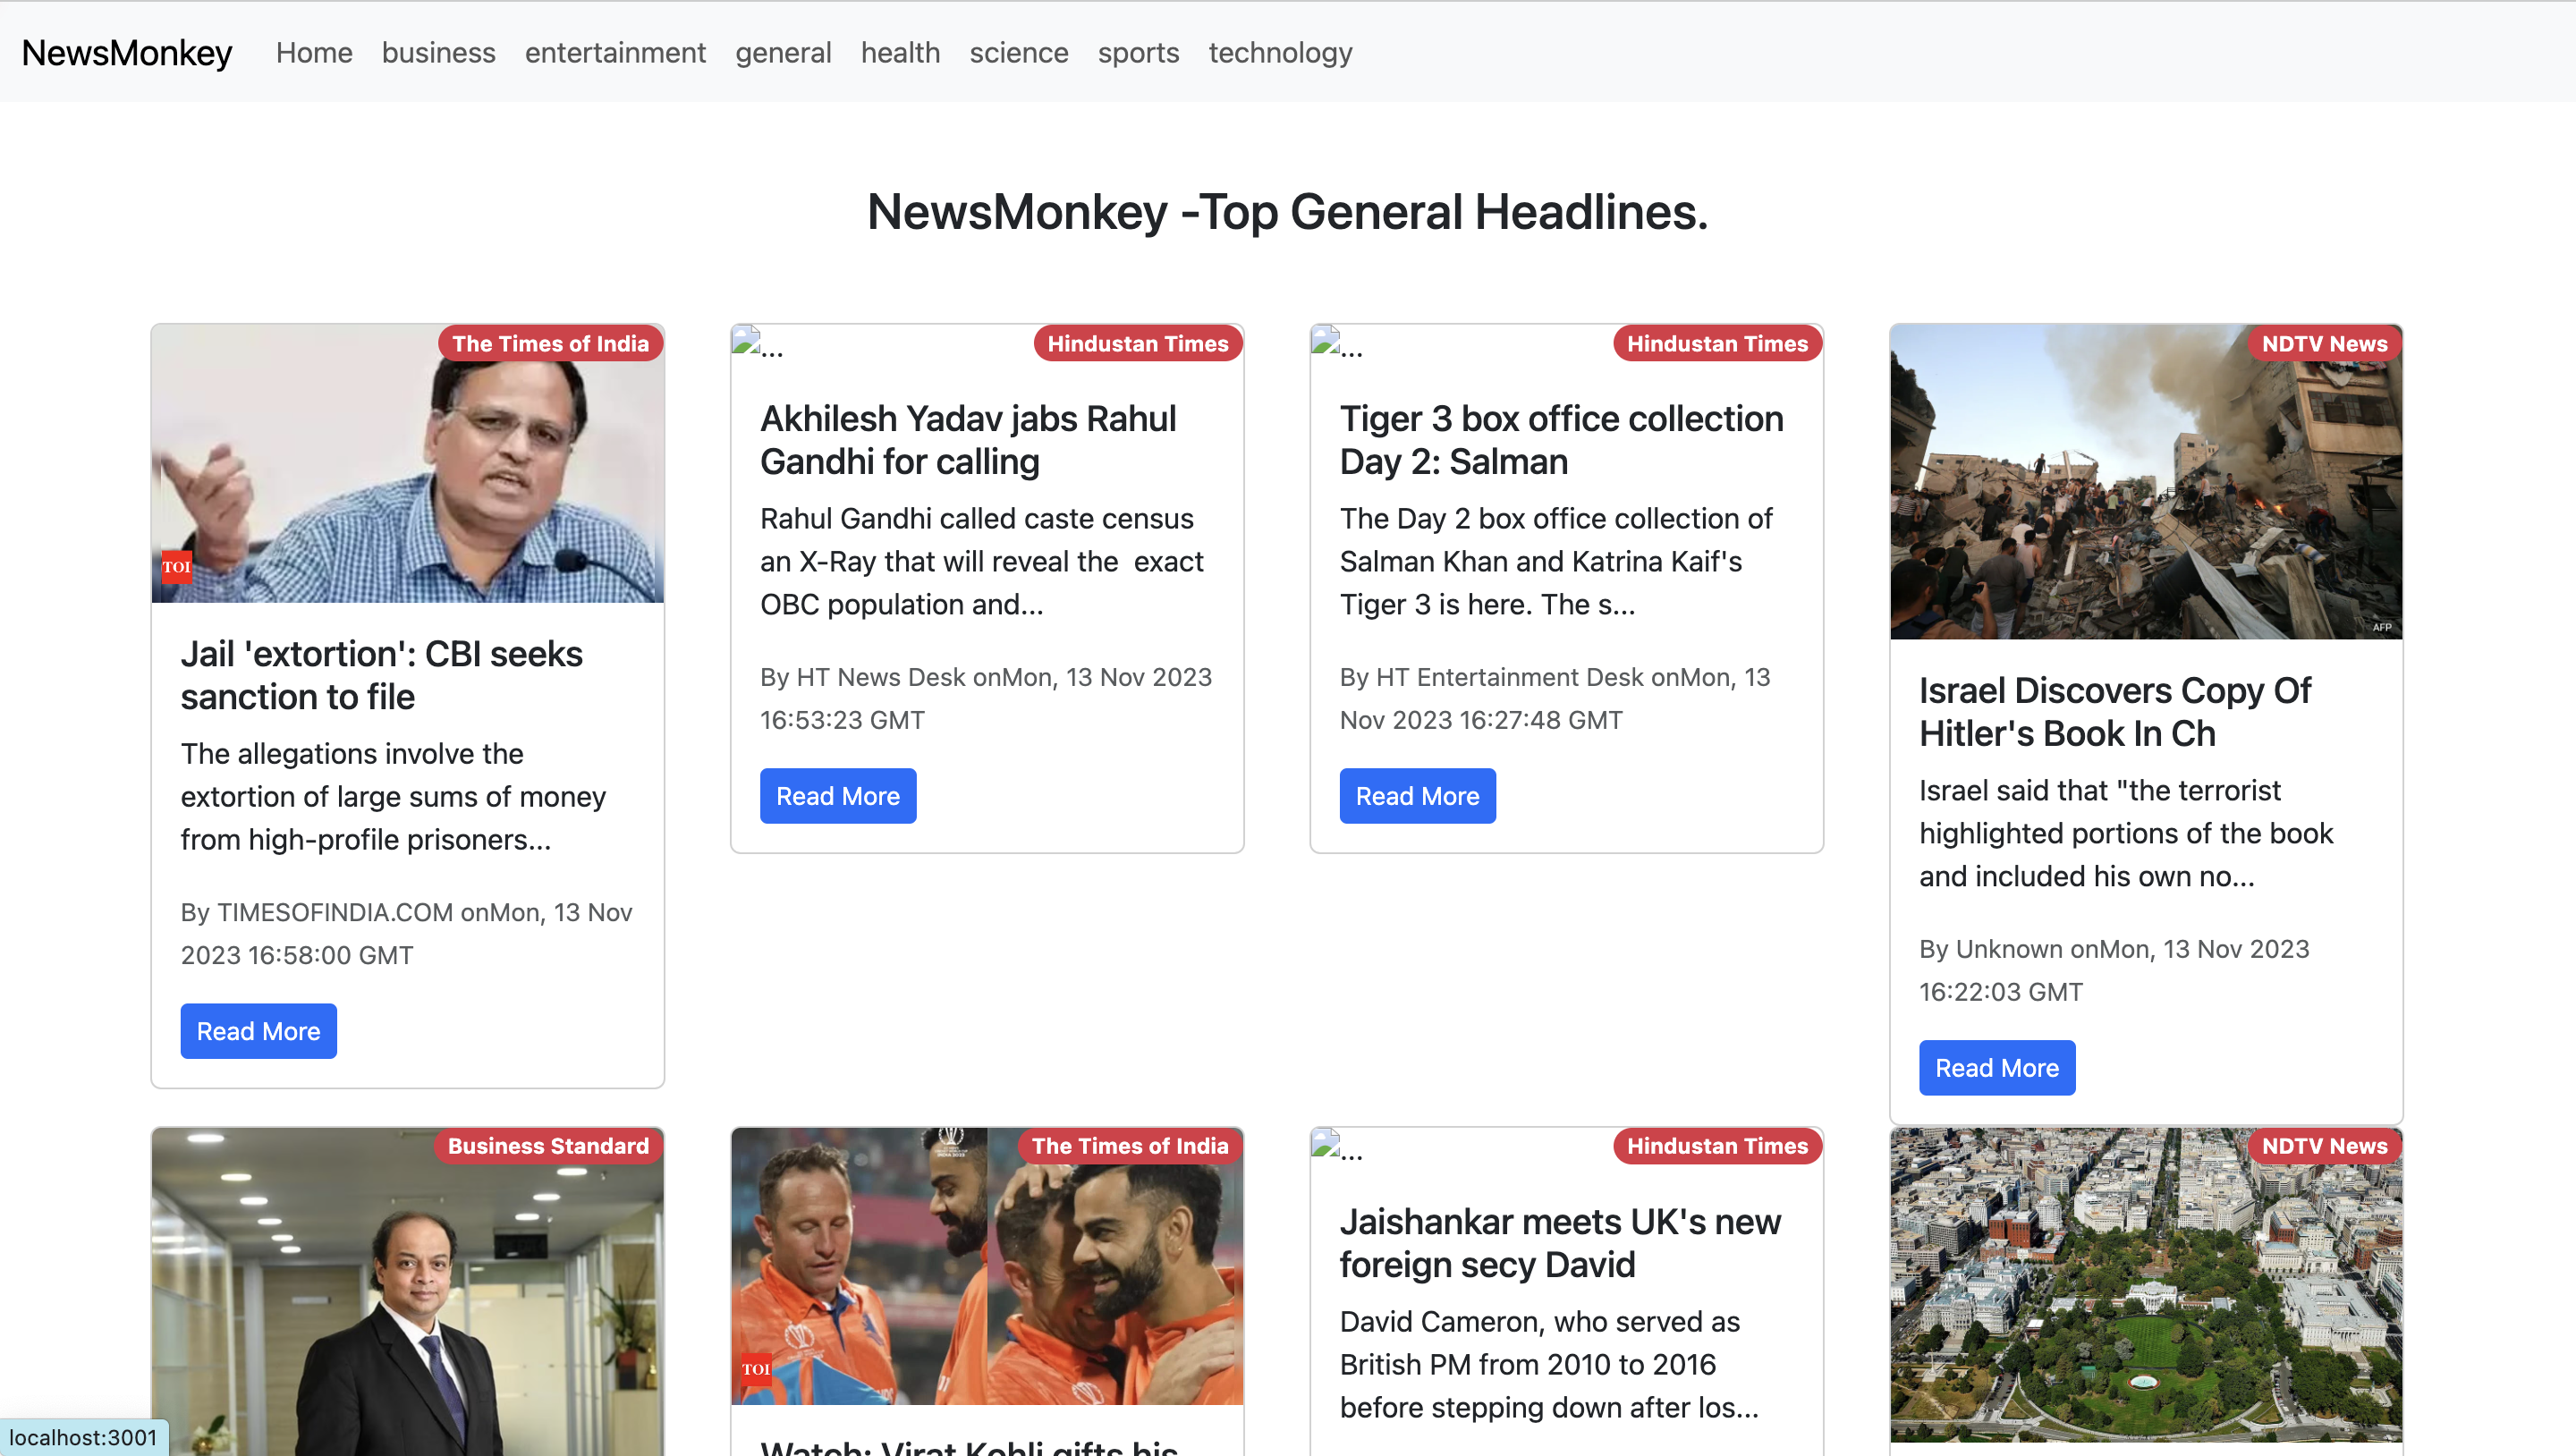 NewsMonkey Home business entertainment general health science sports technology
NewsMonkey -Top General Headlines.
The Times of India
TOI
Jail 'extortion': CBI seeks
sanction to file
The allegations involve the
extortion of large sums of money
from high-profile prisoners...
By TIMESOFINDIA.COM onMon, 13 Nov
2023 16:58:00 GMT
Read More
...
Hindustan Times
Akhilesh Yadav jabs Rahul
Gandhi for calling
Rahul Gandhi called caste census
an X-Ray that will reveal the  exact
OBC population and...
By HT News Desk onMon, 13 Nov 2023
16:53:23 GMT
Read More
...
Hindustan Times
Tiger 3 box office collection
Day 2: Salman
The Day 2 box office collection of
Salman Khan and Katrina Kaif's
Tiger 3 is here. The s...
By HT Entertainment Desk onMon, 13
Nov 2023 16:27:48 GMT
Read More
NDTV News
AFP
Israel Discovers Copy Of
Hitler's Book In Ch
Israel said that "the terrorist
highlighted portions of the book
and included his own no...
By Unknown onMon, 13 Nov 2023
16:22:03 GMT
Read More
Business Standard
The Times of India
TOI
Watch: Virat Kohli gifts his
...
Hindustan Times
Jaishankar meets UK's new
foreign secy David
David Cameron, who served as
British PM from 2010 to 2016
before stepping down after los...
NDTV News
localhost:3001